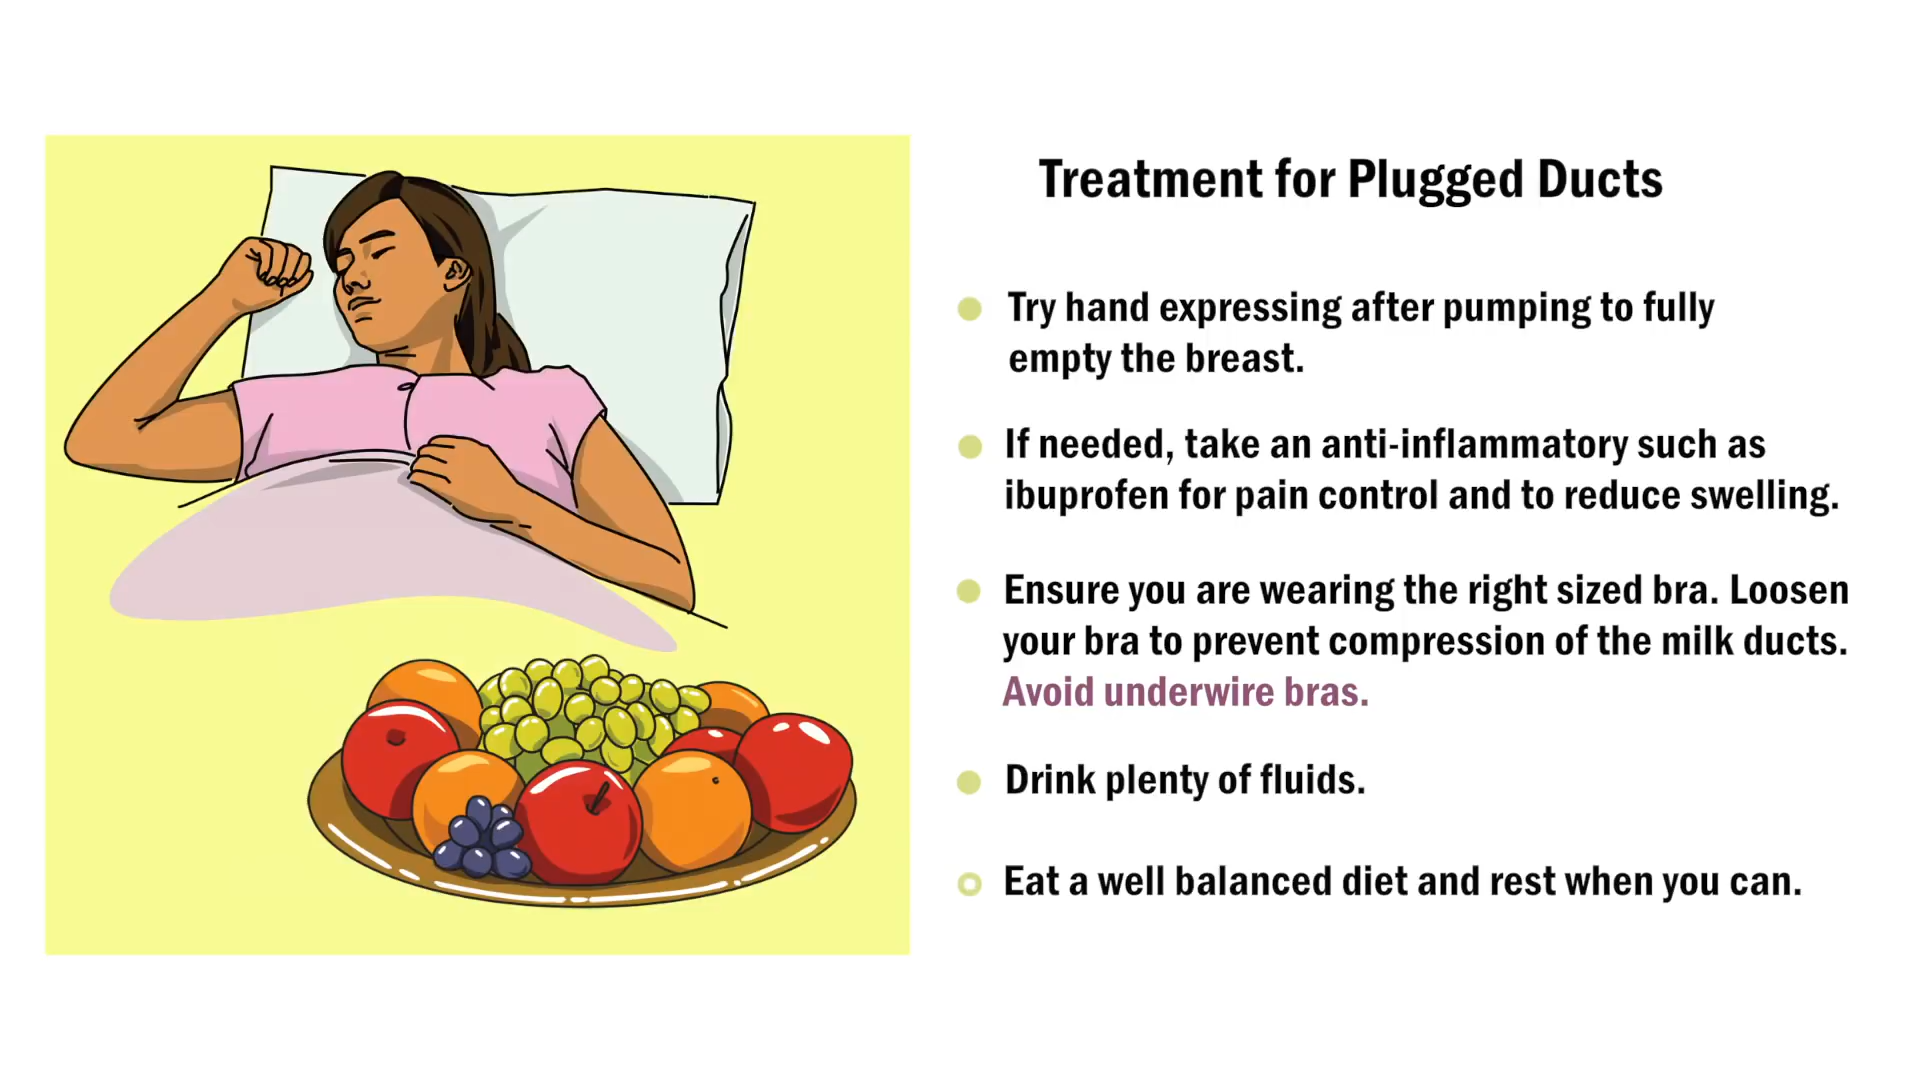 Treatment for Plugged Ducts
Try hand expressing after pumping to fully
empty the breast.
If needed, take an anti-inflammatory such as
ibuprofen for pain control and to reduce swelling.
Ensure you are wearing the right sized bra. Loosen
your bra to prevent compression of the milk ducts.
Avoid underwire bras.
Drink plenty of fluids.
Eat a well balanced diet and rest when you can.